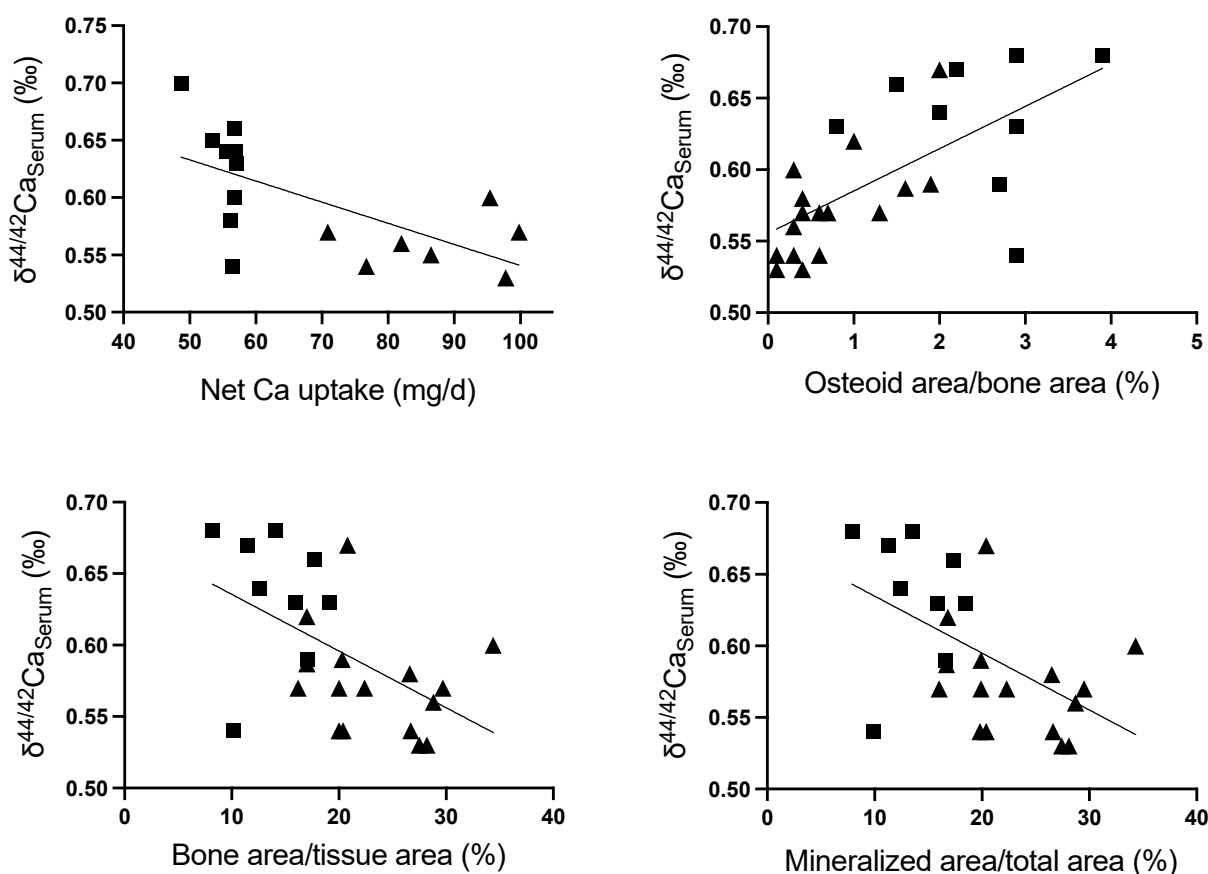 0.75
0.70
0.65
0.60
0.55
0.50
δ44/42CaSerum (‰)
40 50 60 70 80 90 100
Net Ca uptake (mg/d)
0.70
0.65
0.60
0.55
0.50
δ44/42CaSerum (‰)
0 1 2 3 4 5
Osteoid area/bone area (%)
0.70
0.65
0.60
0.55
0.50
δ44/42CaSerum (‰)
0 10 20 30 40
Bone area/tissue area (%)
0.70
0.65
0.60
0.55
0.50
δ44/42CaSerum (‰)
0 10 20 30 40
Mineralized area/total area (%)